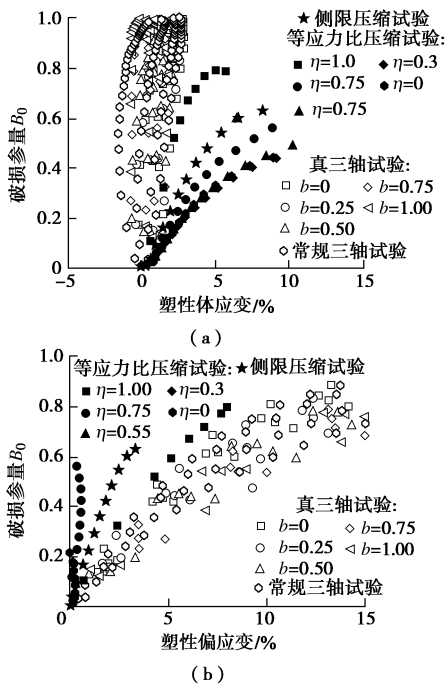 ★侧限压缩试验
等应力比压缩试验:
■ η=1.0 ◆ η=0.3
● η=0.75 ⬣ η=0
▲ η=0.75
真三轴试验:
□ b=0 ◇ b=0.75
○ b=0.25 ◁ b=1.00
△ b=0.50
常规三轴试验
破损参量B₀
1.0
0.8
0.6
0.4
0.2
0
-5 0 5 10 15
塑性体应变/%
(a)
等应力比压缩试验: ★侧限压缩试验
■ η=1.00 ◆ η=0.3
● η=0.75 ⬣ η=0
▲ η=0.55
真三轴试验:
□ b=0 ◇ b=0.75
○ b=0.25 ◁ b=1.00
△ b=0.50
常规三轴试验
破损参量B₀
1.0
0.8
0.6
0.4
0.2
0 5 10 15
塑性偏应变/%
(b)